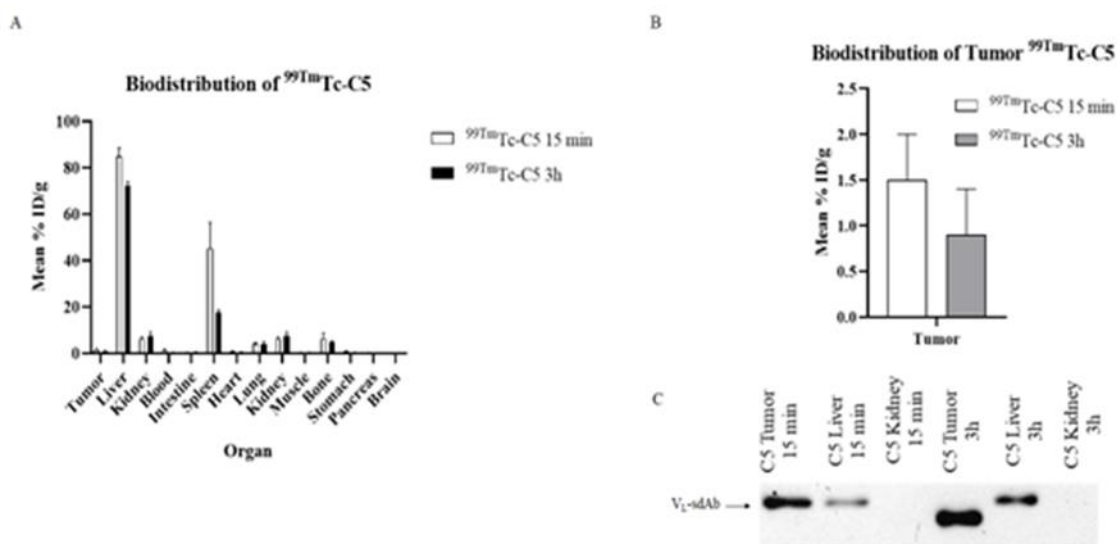 A
Biodistribution of 99TmTc-C5
Mean % ID/g
100
80
60
40
20
0
99TmTc-C5 15 min
99TmTc-C5 3h
Tumor
Liver
Kidney
Blood
Intestine
Spleen
Heart
Lung
Kidney
Muscle
Bone
Stomach
Pancreas
Brain
Organ
B
Biodistribution of Tumor 99TmTc-C5
Mean % ID/g
2.5
2.0
1.5
1.0
0.5
0.0
99TmTc-C5 15 min
99TmTc-C5 3h
Tumor
C
C5 Tumor
15 min
C5 Liver
15 min
C5 Kidney
15 min
C5 Tumor
3h
C5 Liver
3h
C5 Kidney
3h
VL-sdAb